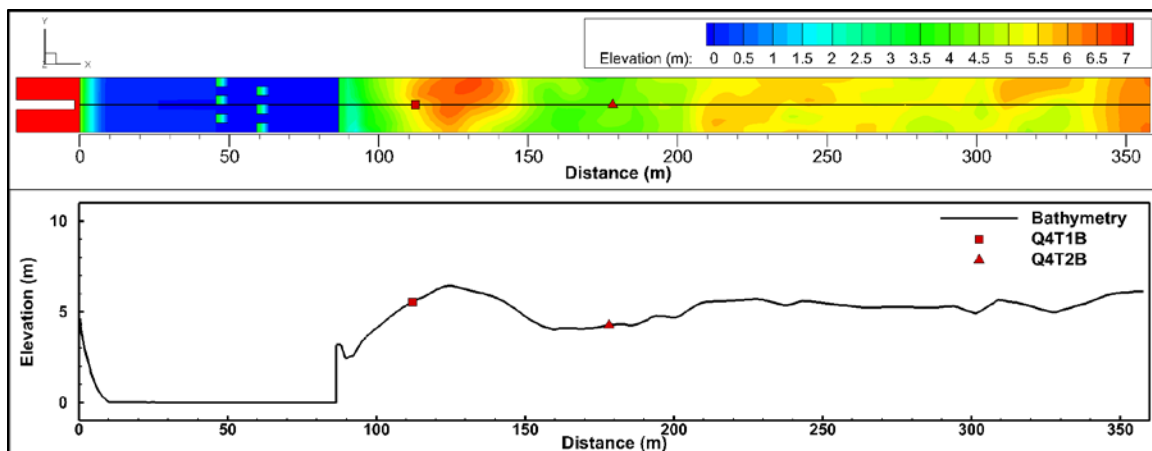 Y
Z X
Elevation (m): 0 0.5 1 1.5 2 2.5 3 3.5 4 4.5 5 5.5 6 6.5 7
0 50 100 150 200 250 300 350
Distance (m)
Elevation (m)
10
5
0
Bathymetry
Q4T1B
Q4T2B
0 50 100 150 200 250 300 350
Distance (m)